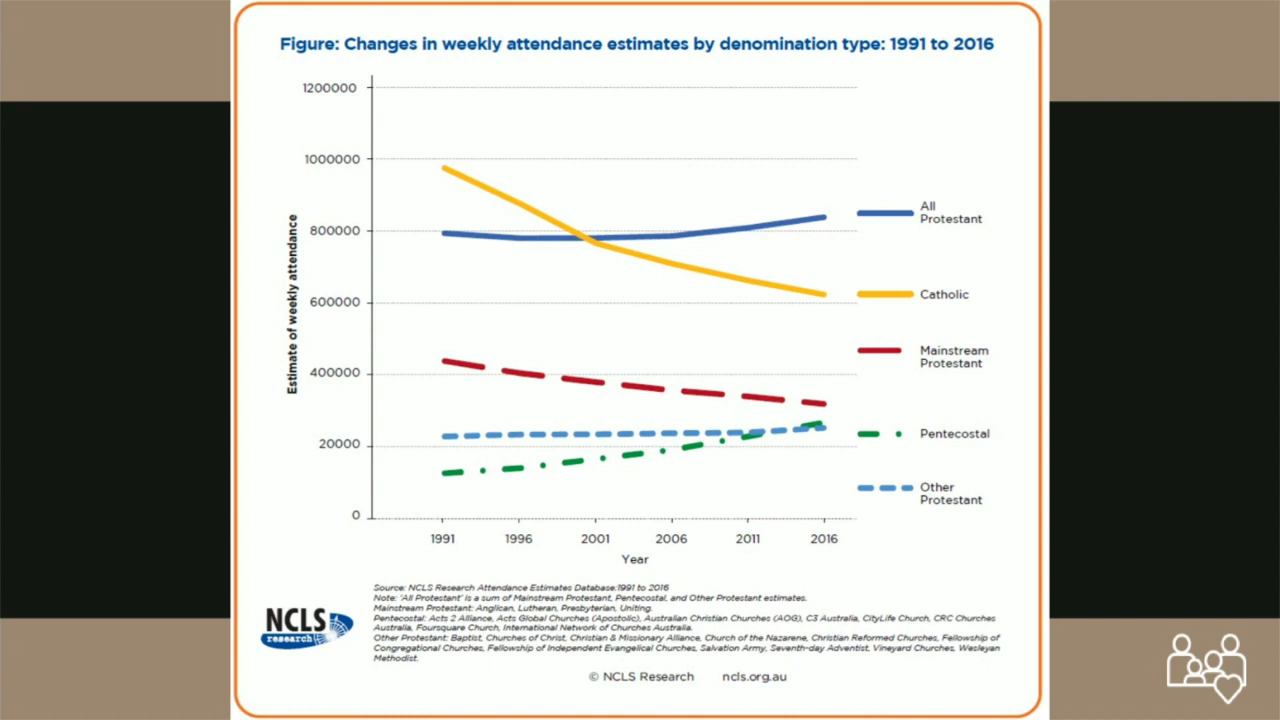 Figure: Changes in weekly attendance estimates by denomination type: 1991 to 2016
1200000
1000000
800000
600000
400000
20000
0
Estimate of weekly attendance
1991 1996 2001 2006 2011 2016
Year
All
Protestant
Catholic
Mainstream
Protestant
Pentecostal
Other
Protestant
Source: NCLS Research Attendance Estimates Database:1991 to 2016
Note: 'All Protestant' is a sum of Mainstream Protestant, Pentecostal, and Other Protestant estimates.
Mainstream Protestant: Anglican, Lutheran, Presbyterian, Uniting.
Pentecostal: Acts 2 Alliance, Acts Global Churches (Apostolic), Australian Christian Churches (AOG), C3 Australia, CityLife Church, CRC Churches
Australia, Foursquare Church, International Network of Churches Australia.
Other Protestant: Baptist, Churches of Christ, Christian & Missionary Alliance, Church of the Nazarene, Christian Reformed Churches, Fellowship of
Congregational Churches, Fellowship of Independent Evangelical Churches, Salvation Army, Seventh-day Adventist, Vineyard Churches, Wesleyan
Methodist.
NCLS
research
© NCLS Research ncls.org.au